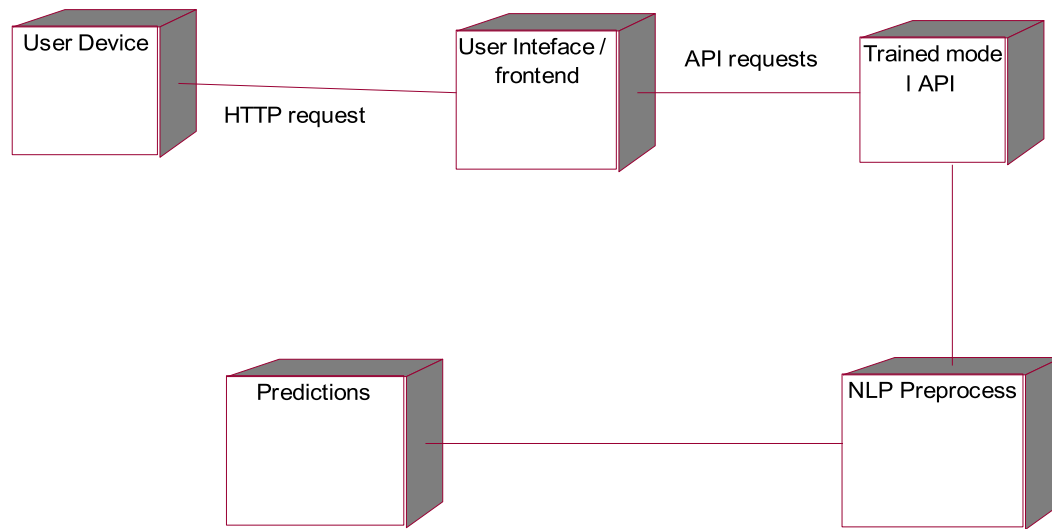 User Device
User Inteface /
frontend
API requests
Trained mode
l API
HTTP request
Predictions
NLP Preprocess